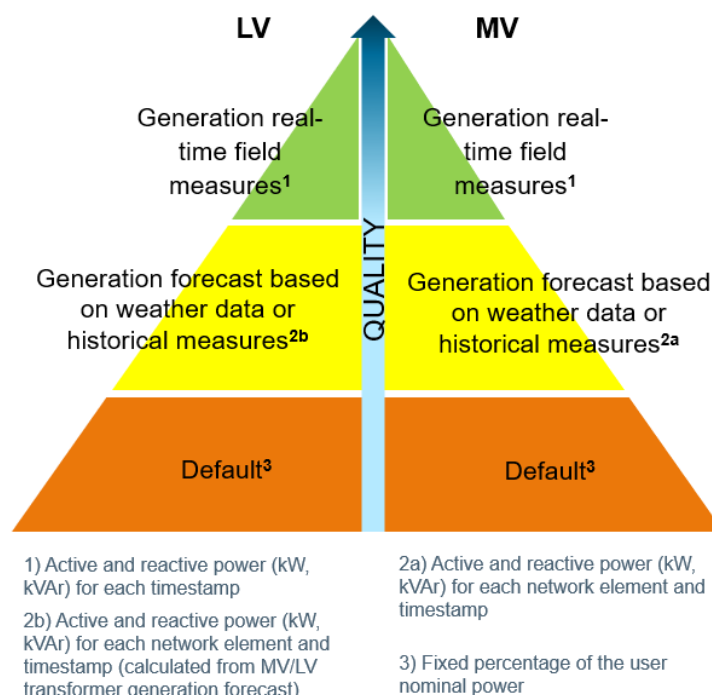 LV
MV
Generation real-
time field
measures1
Generation real-
time field
measures1
QUALITY
Generation forecast based
on weather data or
historical measures2b
Generation forecast based
on weather data or
historical measures2a
Default3
Default3
1) Active and reactive power (kW,
kVAr) for each timestamp
2b) Active and reactive power (kW,
kVAr) for each network element and
timestamp (calculated from MV/LV
transformer generation forecast)
2a) Active and reactive power (kW,
kVAr) for each network element and
timestamp
3) Fixed percentage of the user
nominal power